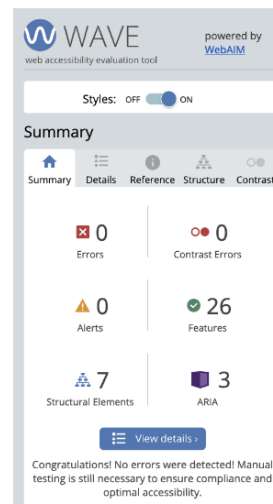 WAVE
web accessibility evaluation tool
powered by
WebAIM
Styles: OFF ON
Summary
Summary Details Reference Structure Contrast
0 0
Errors Contrast Errors
0 26
Alerts Features
7 3
Structural Elements ARIA
View details ›
Congratulations! No errors were detected! Manual
testing is still necessary to ensure compliance and
optimal accessibility.